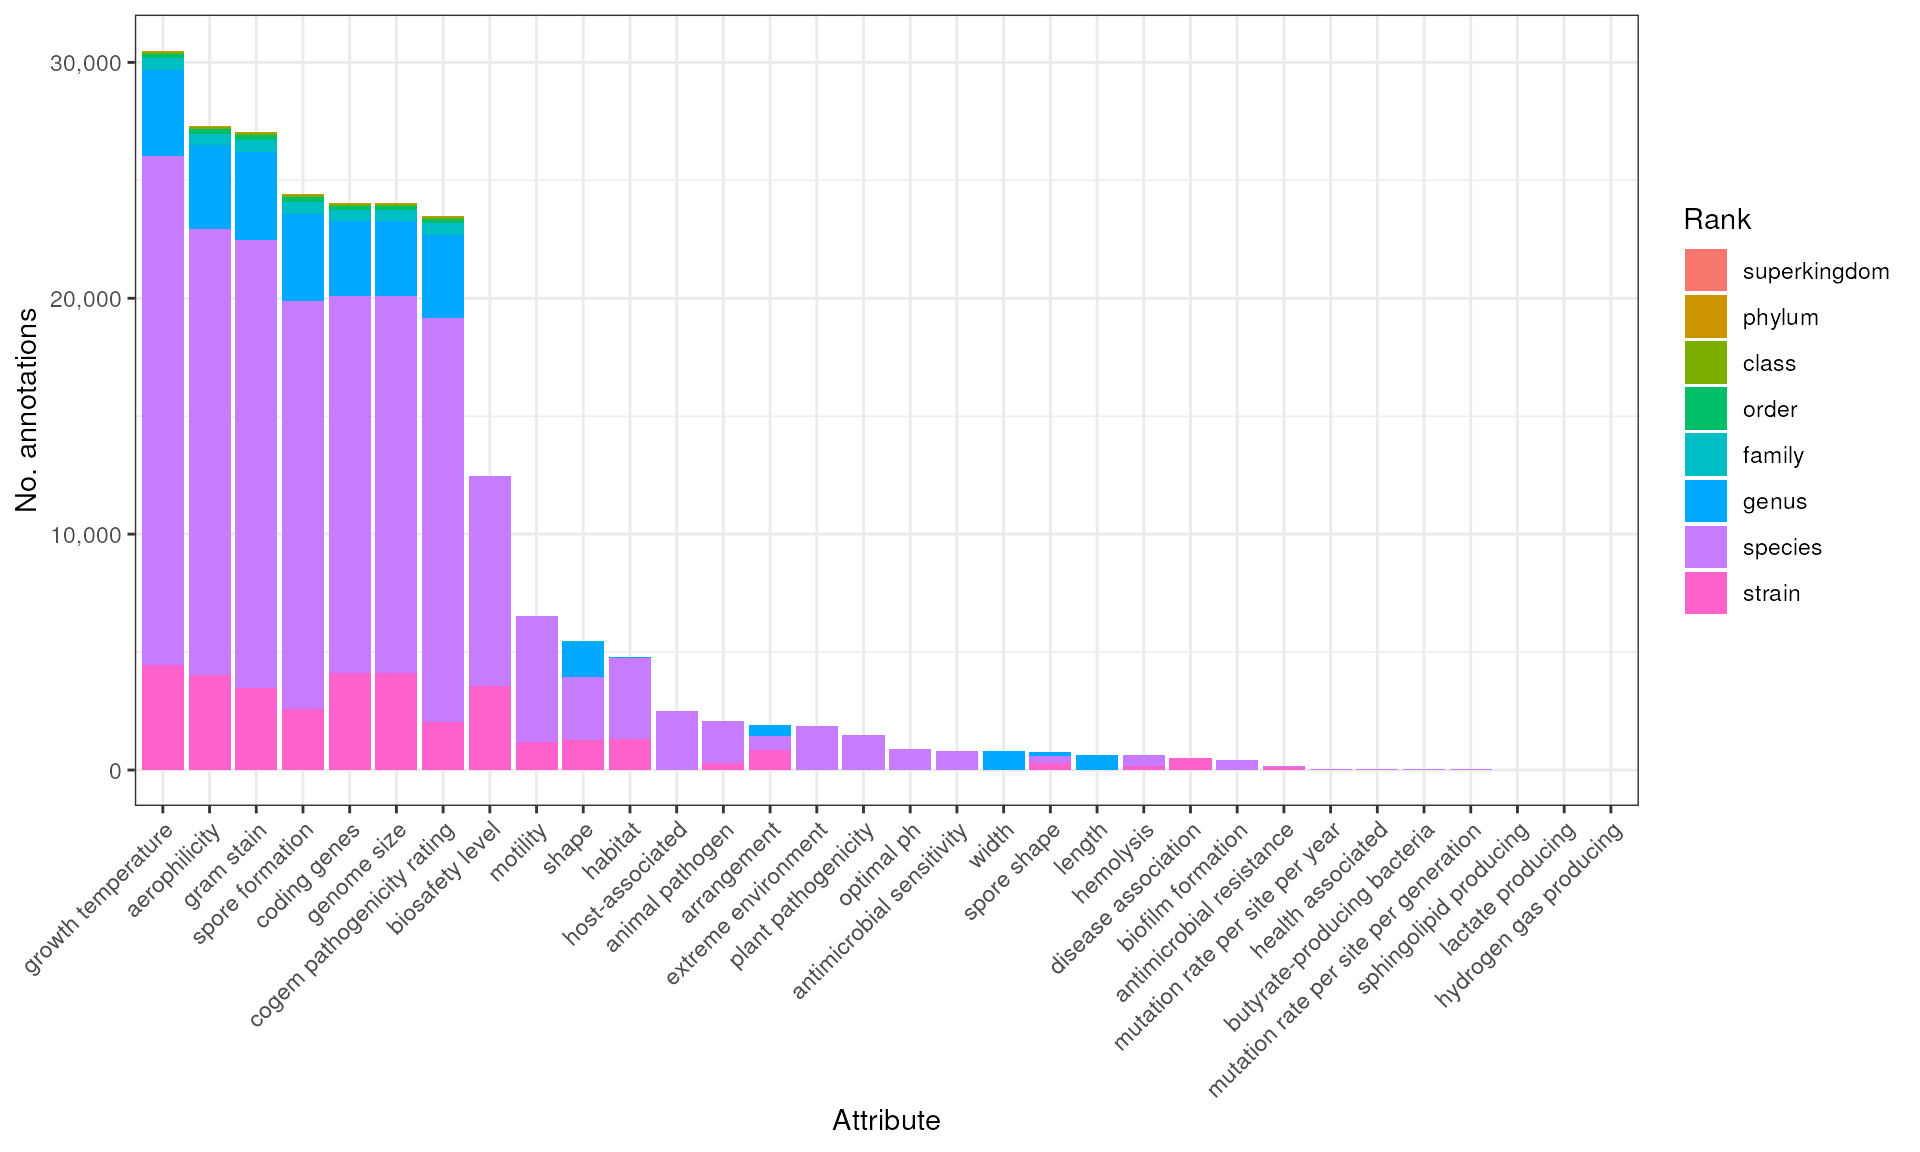 No. annotations
30,000
20,000
10,000
0
growth temperature
aerophilicity
gram stain
spore formation
coding genes
genome size
cogem pathogenicity rating
biosafety level
motility
shape
habitat
host-associated
animal pathogen
arrangement
extreme environment
plant pathogenicity
optimal ph
antimicrobial sensitivity
width
spore shape
length
hemolysis
disease association
biofilm formation
antimicrobial resistance
mutation rate per site per year
health associated
butyrate-producing bacteria
mutation rate per site per generation
sphingolipid producing
lactate producing
hydrogen gas producing
Attribute
Rank
superkingdom
phylum
class
order
family
genus
species
strain